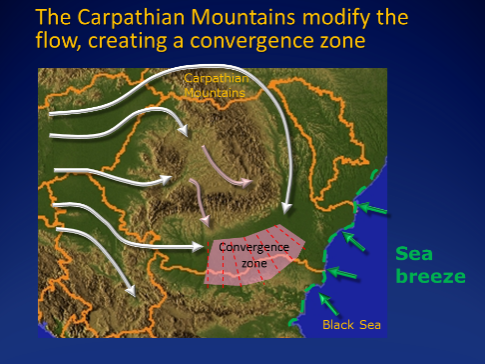 The Carpathian Mountains modify the
flow, creating a convergence zone
Carpathian
Mountains
Convergence
zone
Sea
breeze
Black Sea